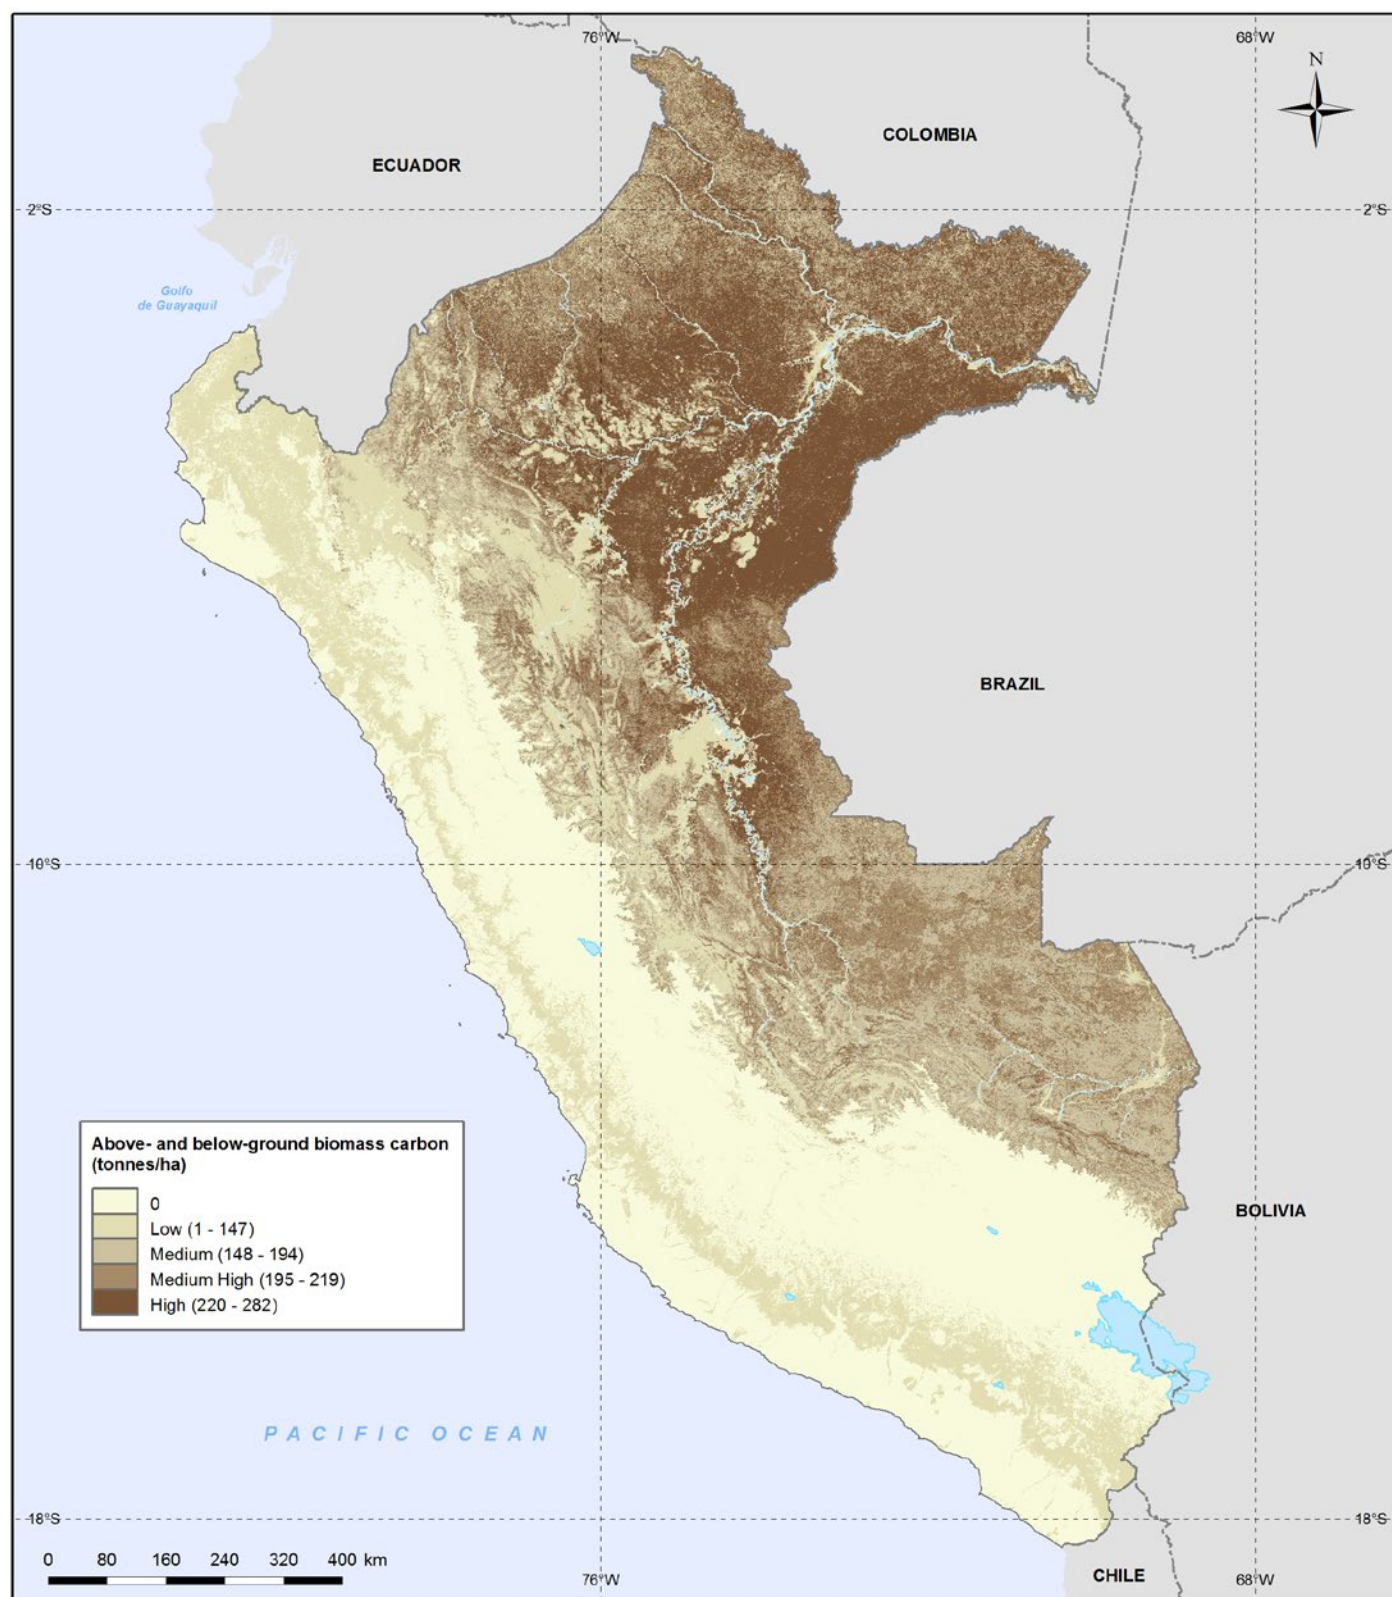 76°W
68°W
N
COLOMBIA
ECUADOR
2°S
2°S
Golfo
de Guayaquil
BRAZIL
10°S
10°S
Above- and below-ground biomass carbon
(tonnes/ha)
0
Low (1 - 147)
Medium (148 - 194)
Medium High (195 - 219)
High (220 - 282)
BOLIVIA
PACIFIC OCEAN
18°S
18°S
0 80 160 240 320 400 km
76°W
CHILE
68°W